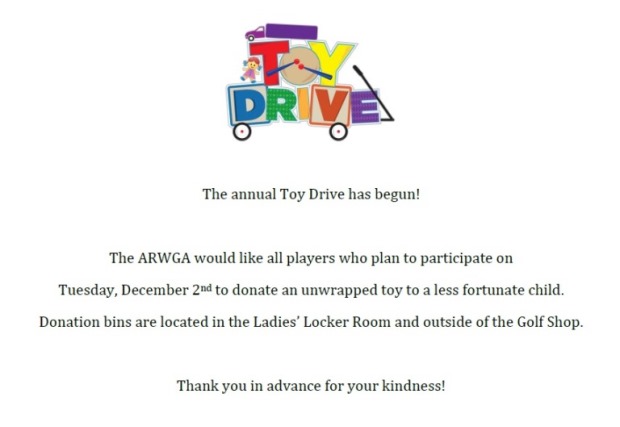 TOY
DRIVE
The annual Toy Drive has begun!
The ARWGA would like all players who plan to participate on
Tuesday, December 2nd to donate an unwrapped toy to a less fortunate child.
Donation bins are located in the Ladies’ Locker Room and outside of the Golf Shop.
Thank you in advance for your kindness!